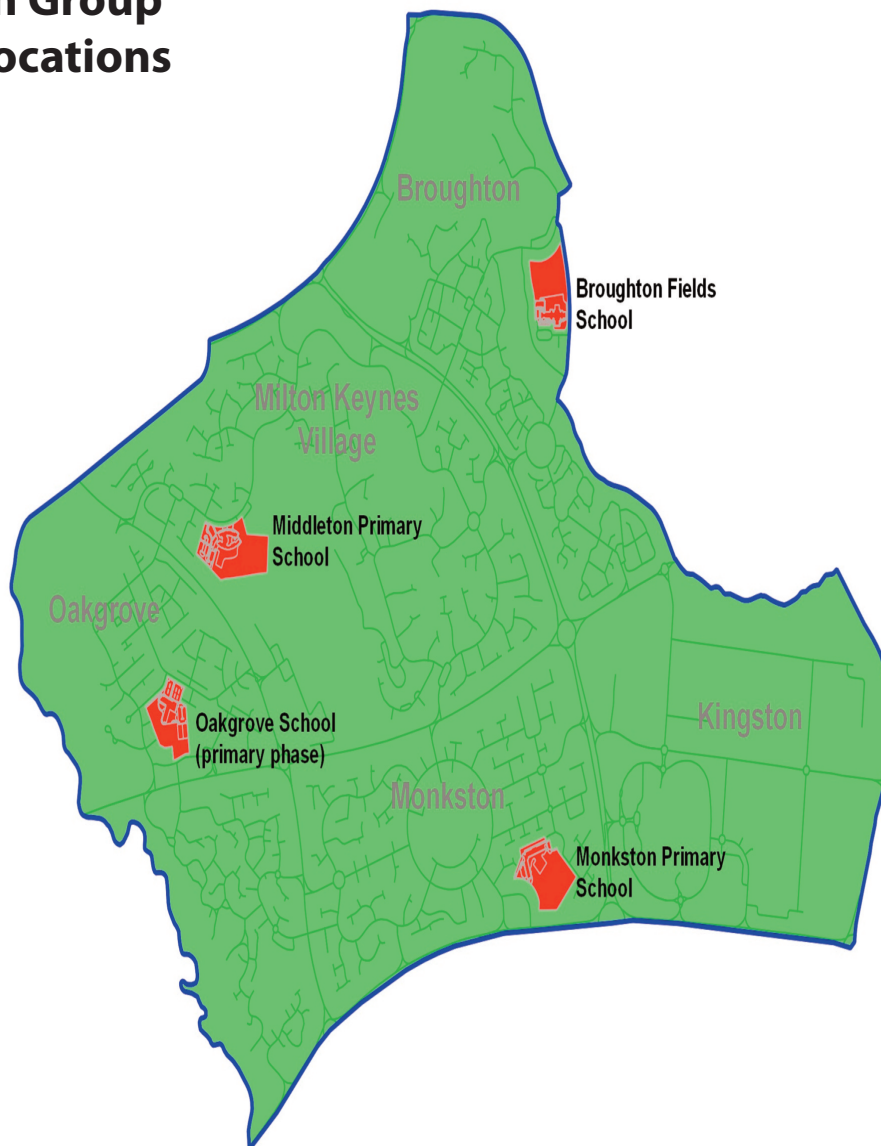 Group
ocations
Broughton
Broughton Fields
School
Milton Keynes
Village
Middleton Primary
School
Oakgrove
Oakgrove School
(primary phase)
Kingston
Monkston
Monkston Primary
School